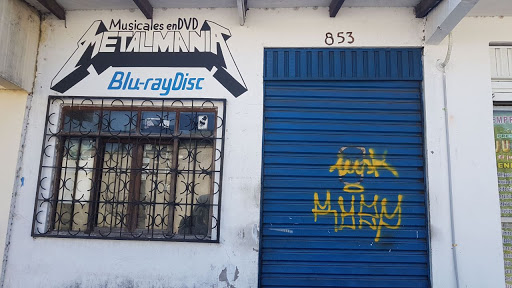 Musicales en DVD
METALMANIA
Blu-rayDisc
853